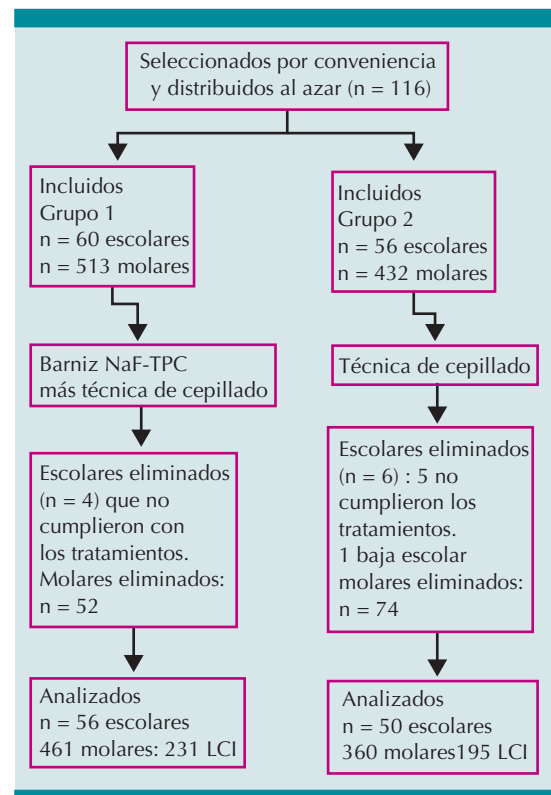 Seleccionados por conveniencia
y distribuidos al azar (n = 116)
Incluidos
Grupo 1
n = 60 escolares
n = 513 molares
Incluidos
Grupo 2
n = 56 escolares
n = 432 molares
Barniz NaF-TPC
más técnica de cepillado
Técnica de cepillado
Escolares eliminados
(n = 4) que no
cumplieron con
los tratamientos.
Molares eliminados:
n = 52
Escolares eliminados
(n = 6) : 5 no
cumplieron los
tratamientos.
1 baja escolar
molares eliminados:
n = 74
Analizados
n = 56 escolares
461 molares: 231 LCI
Analizados
n = 50 escolares
360 molares195 LCI